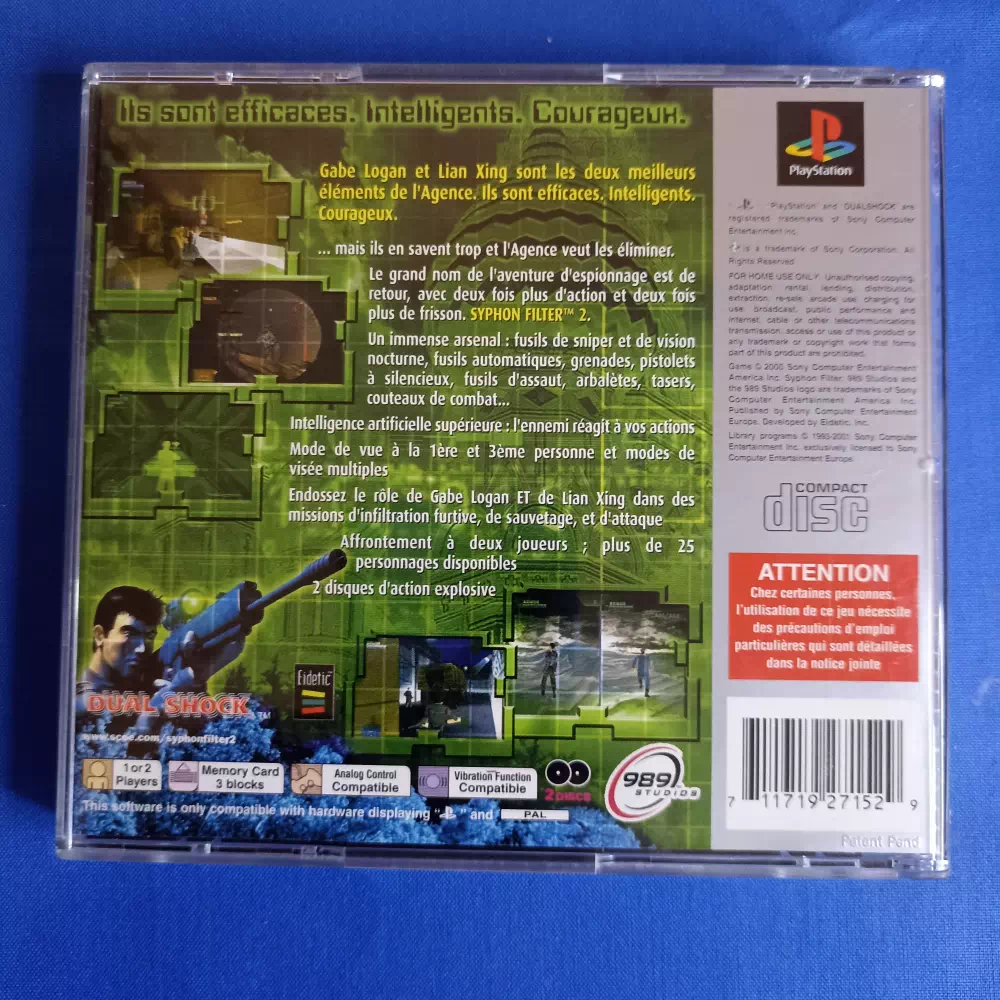 Ils sont efficaces. Intelligents. Courageux.
Gabe Logan et Lian Xing sont les deux meilleurs
éléments de l'Agence. Ils sont efficaces. Intelligents.
Courageux.
... mais ils en savent trop et l'Agence veut les éliminer.
Le grand nom de l'aventure d'espionnage est de
retour, avec deux fois plus d'action et deux fois
plus de frisson. SYPHON FILTER™ 2.
Un immense arsenal : fusils de sniper et de vision
nocturne, fusils automatiques, grenades, pistolets
à silencieux, fusils d'assaut, arbalètes, tasers,
couteaux de combat...
Intelligence artificielle supérieure : l'ennemi réagit à vos actions
Mode de vue à la 1ère et 3ème personne et modes de
visée multiples
Endossez le rôle de Gabe Logan ET de Lian Xing dans des
missions d'infiltration furtive, de sauvetage, et d'attaque
Affrontement à deux joueurs ; plus de 25
personnages disponibles
2 disques d'action explosive
Eidetic
DUAL SHOCK™
www.scee.com/syphonfilter2
1 or 2
Players
Memory Card
3 blocks
Analog Control
Compatible
Vibration Function
Compatible
2 DISCS
989
STUDIOS
This software is only compatible with hardware displaying " " and PAL
PlayStation
PlayStation and DUALSHOCK are
registered trademarks of Sony Computer
Entertainment Inc.
is a trademark of Sony Corporation. All
Rights Reserved
FOR HOME USE ONLY. Unauthorised copying,
adaptation, rental, lending, distribution,
extraction, re-sale, arcade use, charging for
use, broadcast, public performance and
internet, cable or other telecommunications
transmission, access or use of this product or
any trademark or copyright work that forms
part of this product are prohibited.
Game © 2000 Sony Computer Entertainment
America Inc. Syphon Filter, 989 Studios and
the 989 Studios logo are trademarks of Sony
Computer Entertainment America Inc.
Published by Sony Computer Entertainment
Europe. Developed by Eidetic, Inc.
Library programs © 1993-2001 Sony Computer
Entertainment Inc. exclusively licensed to Sony
Computer Entertainment Europe.
COMPACT
disc
ATTENTION
Chez certaines personnes,
l'utilisation de ce jeu nécessite
des précautions d'emploi
particulières qui sont détaillées
dans la notice jointe
7 11719 27152 9
Patent Pend